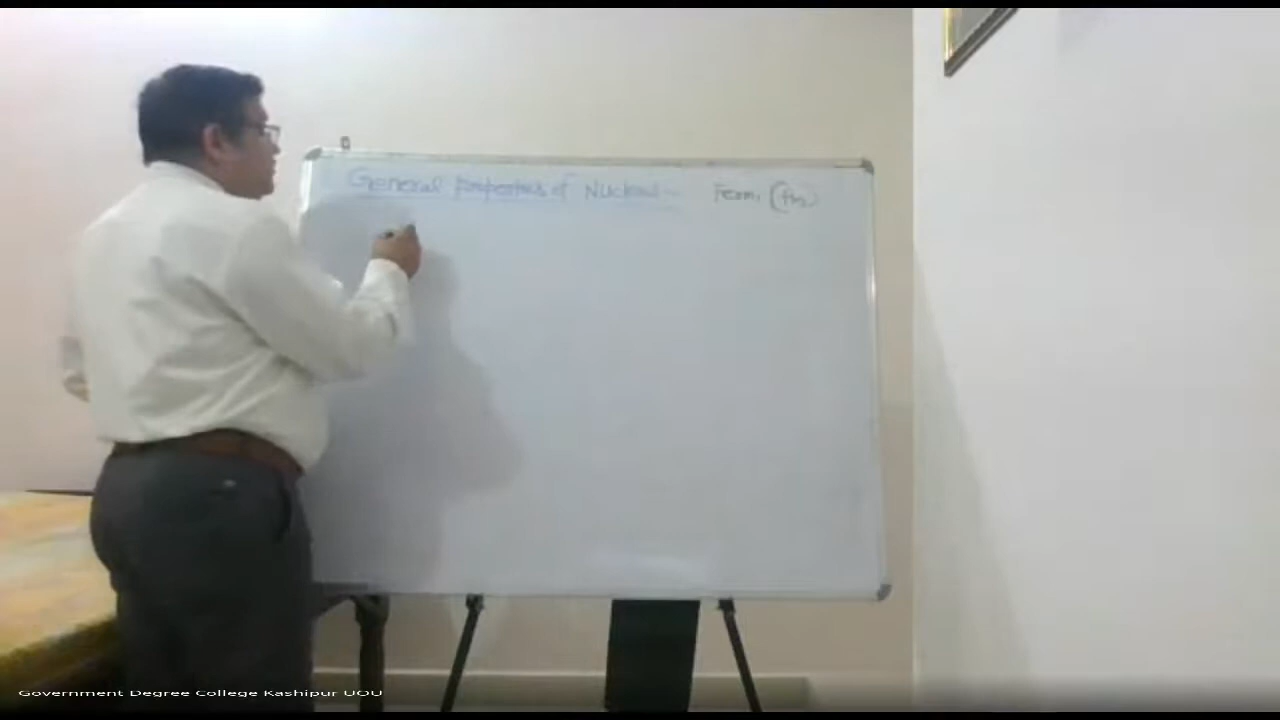 General properties of Nucleus :- Fermi (fm)
Government Degree College Kashipur UOU